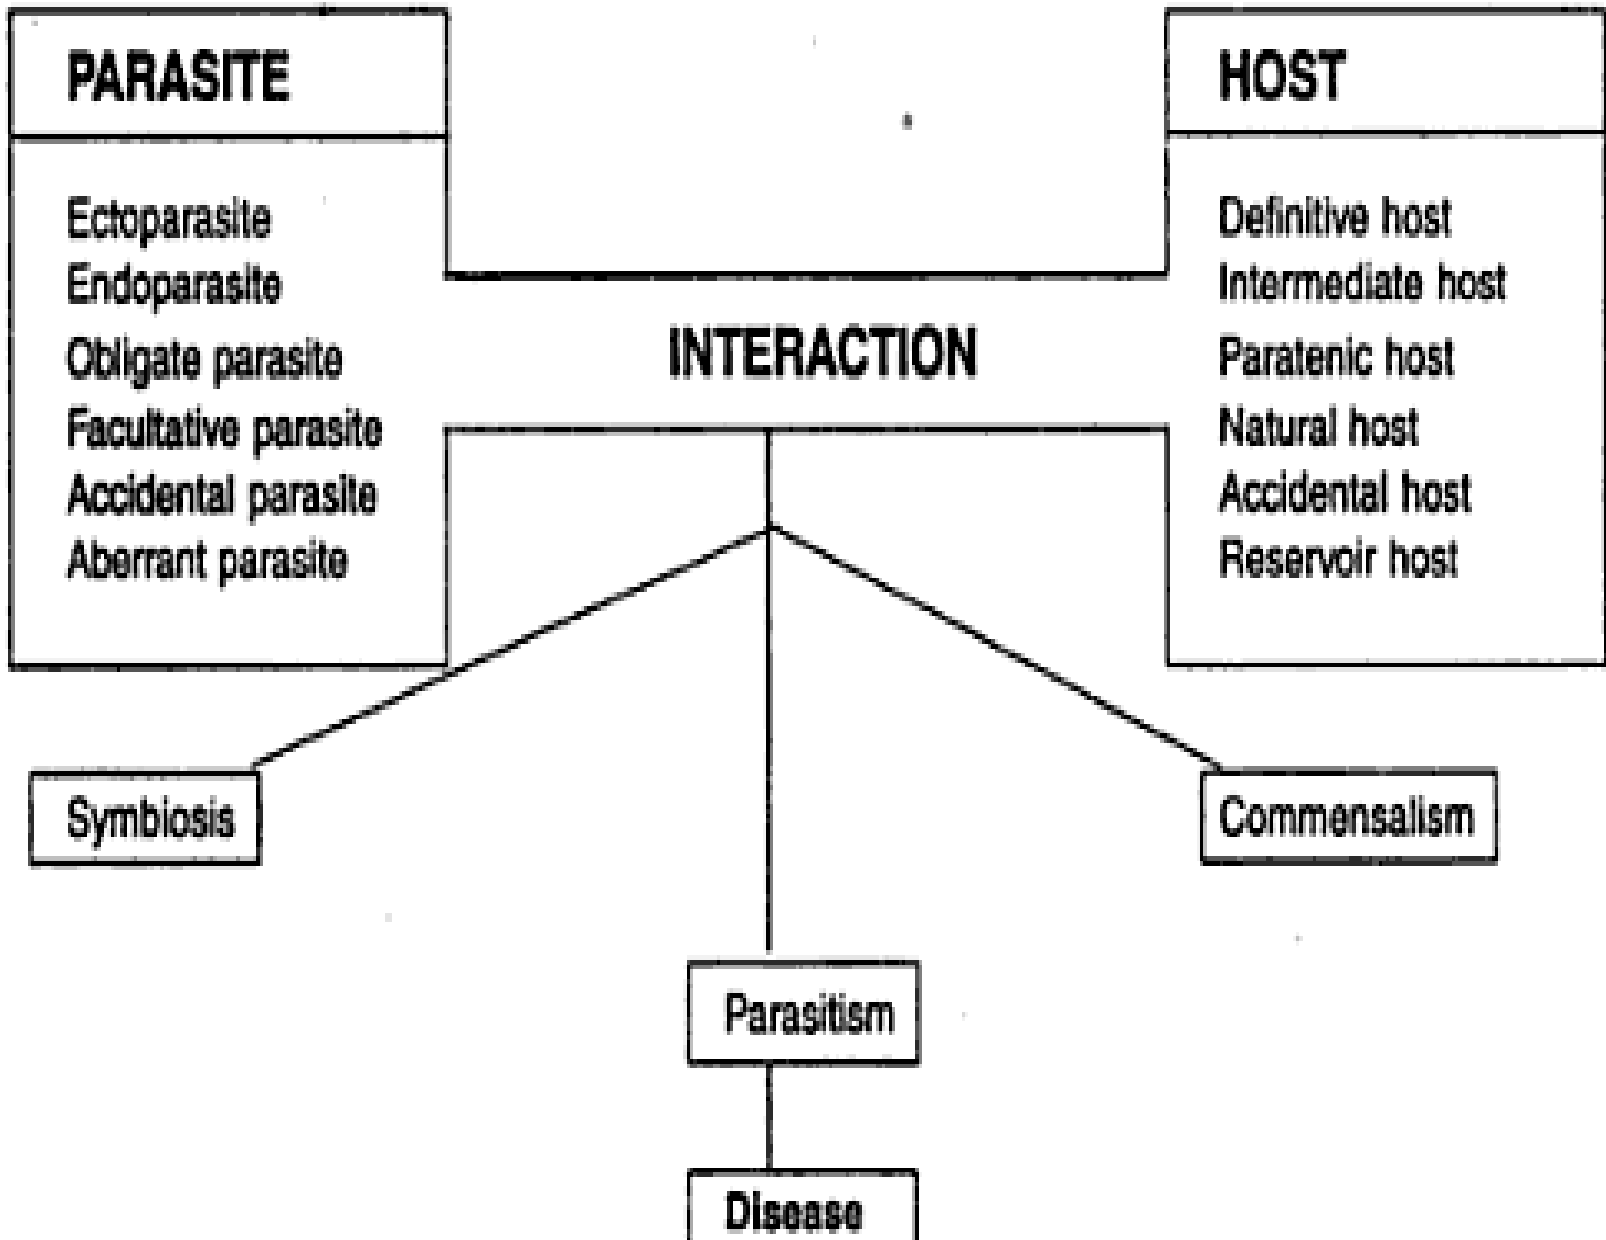 PARASITE
Ectoparasite
Endoparasite
Obligate parasite
Facultative parasite
Accidental parasite
Aberrant parasite
INTERACTION
HOST
Definitive host
Intermediate host
Paratenic host
Natural host
Accidental host
Reservoir host
Symbiosis
Commensalism
Parasitism
Disease